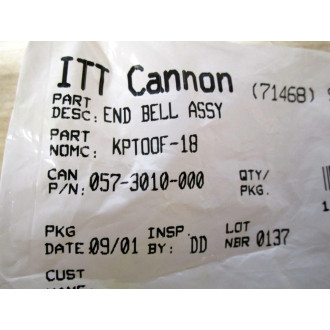 ITT Cannon (71468)
PART
DESC: END BELL ASSY
PART
NOMC: KPT00F-18
CAN QTY/
P/N: 057-3010-000 PKG.
PKG INSP. LOT
DATE 09/01 BY: DD NBR 0137
CUST